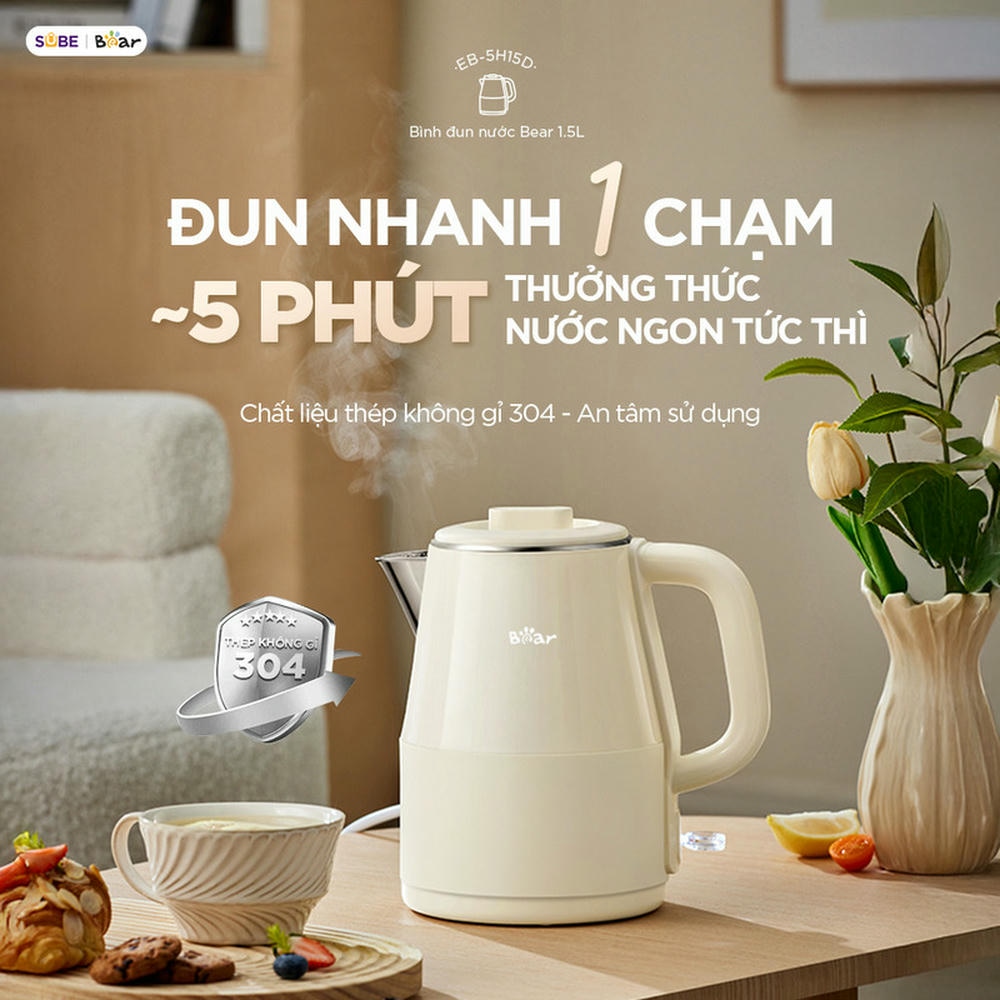 SUBE | Bear
EB-5H15D
Bình đun nước Bear 1.5L
ĐUN NHANH 1 CHẠM
~5 PHÚT THƯỞNG THỨC
NƯỚC NGON TỨC THÌ
Chất liệu thép không gỉ 304 - An tâm sử dụng
Bear
THÉP KHÔNG GỈ
304